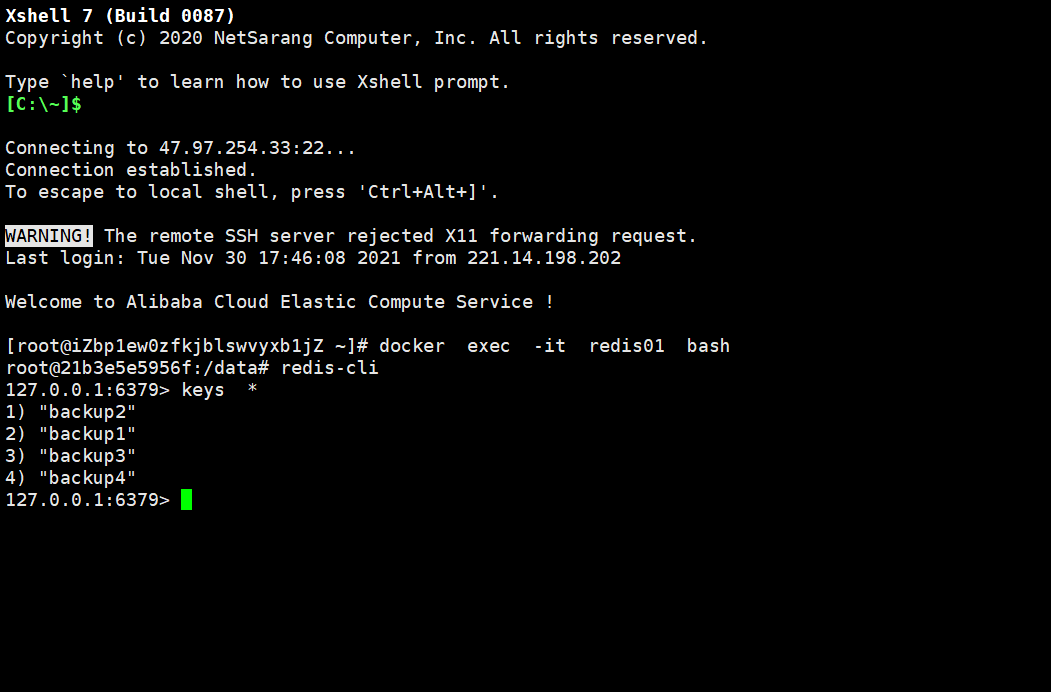 Xshell 7 (Build 0087)
Copyright (c) 2020 NetSarang Computer, Inc. All rights reserved.
Type `help' to learn how to use Xshell prompt.
[C:\~]$
Connecting to 47.97.254.33:22...
Connection established.
To escape to local shell, press 'Ctrl+Alt+]'.
WARNING! The remote SSH server rejected X11 forwarding request.
Last login: Tue Nov 30 17:46:08 2021 from 221.14.198.202
Welcome to Alibaba Cloud Elastic Compute Service !
[root@iZbp1ew0zfkjblswvyxb1jZ ~]# docker  exec  -it  redis01  bash
root@21b3e5e5956f:/data# redis-cli
127.0.0.1:6379> keys  *
1) "backup2"
2) "backup1"
3) "backup3"
4) "backup4"
127.0.0.1:6379>